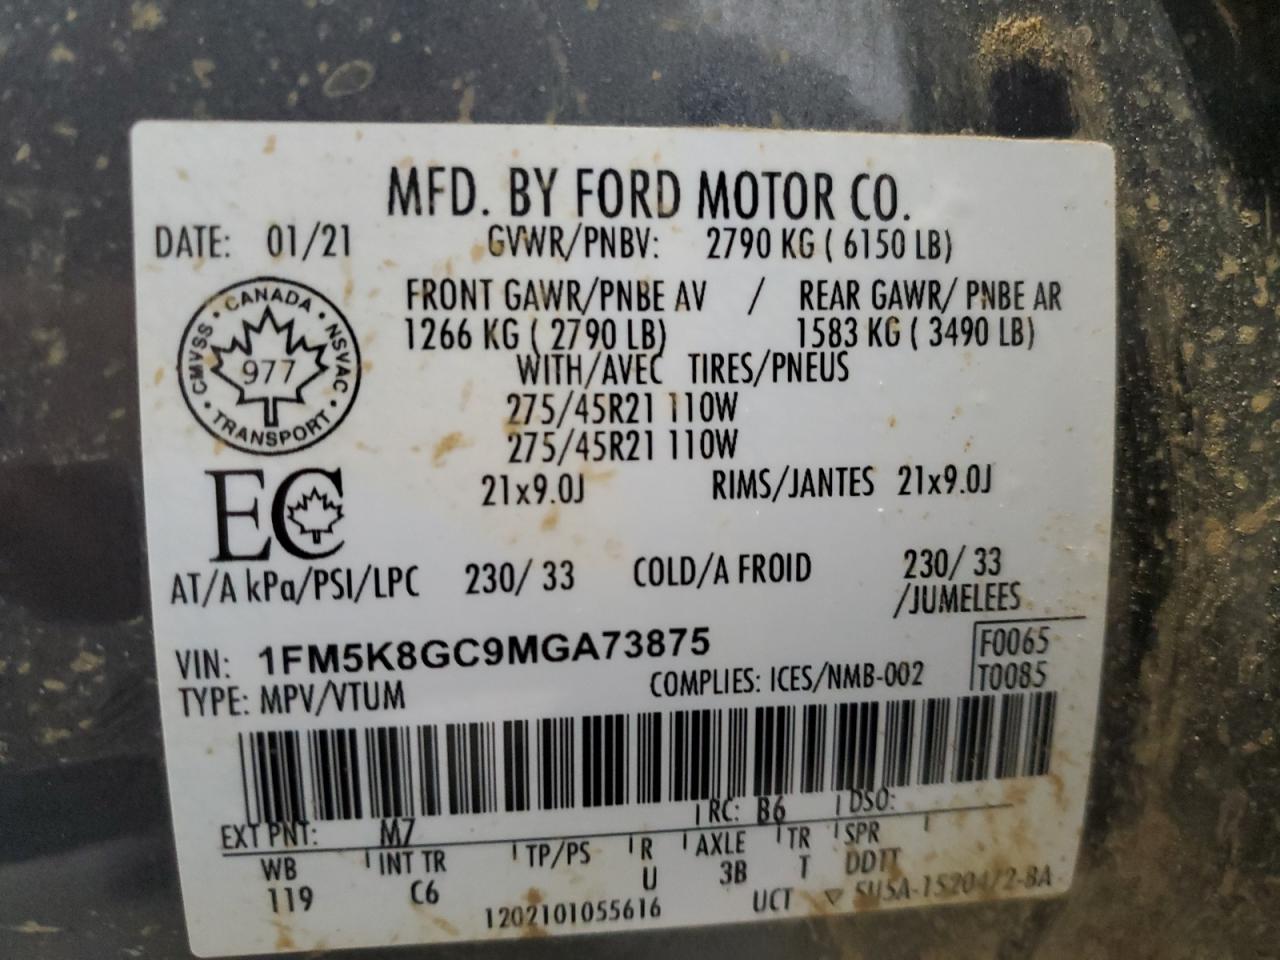 MFD. BY FORD MOTOR CO.
DATE: 01/21 GVWR/PNBV: 2790 KG ( 6150 LB)
FRONT GAWR/PNBE AV / REAR GAWR/ PNBE AR
1266 KG ( 2790 LB) 1583 KG ( 3490 LB)
WITH/AVEC TIRES/PNEUS
275/45R21 110W
275/45R21 110W
21x9.0J RIMS/JANTES 21x9.0J
CANADA • NSVAC • TRANSPORT • CMVSS •
977
EC
AT/A kPa/PSI/LPC 230/ 33 COLD/A FROID 230/ 33
/JUMELEES
VIN: 1FM5K8GC9MGA73875 F0065
TYPE: MPV/VTUM COMPLIES: ICES/NMB-002 T0085
EXT PNT: M7 RC: B6 DSO:
WB INT TR TP/PS R AXLE TR SPR
119 C6 U 3B T DDTT
1202101055616 UCT ▽